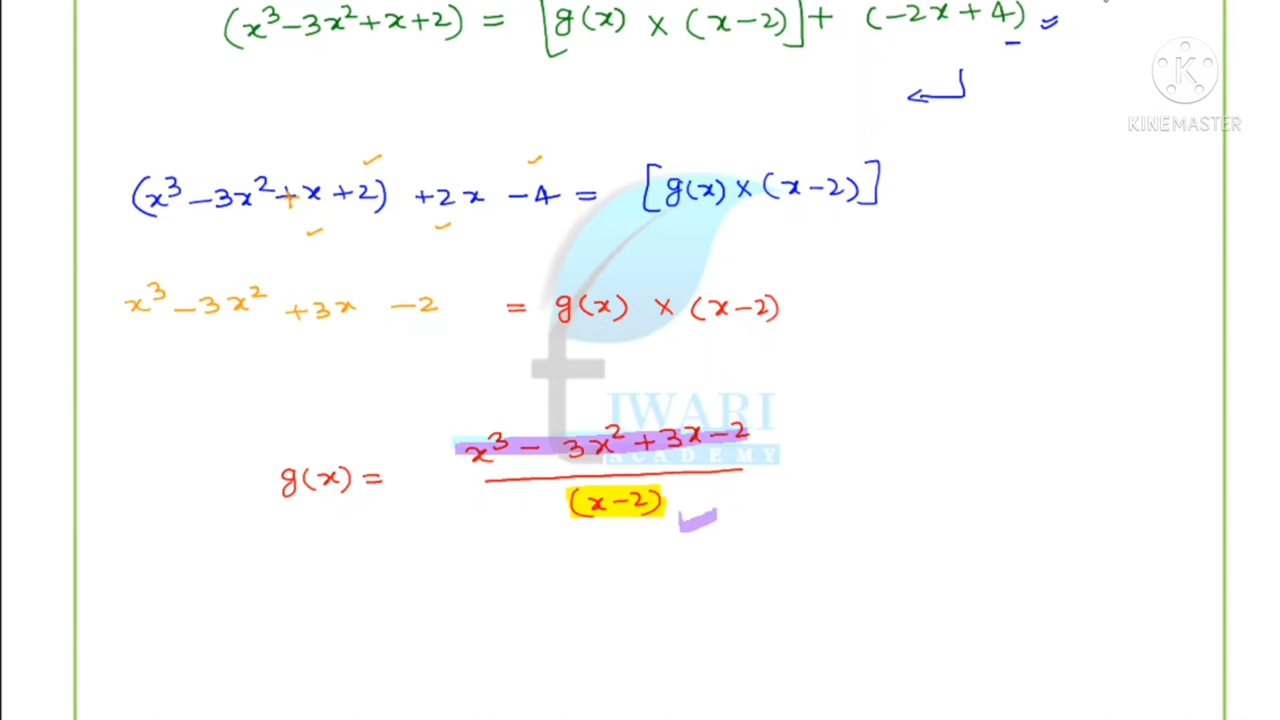 (x³-3x²+x+2) = [g(x) × (x-2)] + (-2x+4)
KINEMASTER
(x³-3x²+x+2) +2x -4 = [g(x) × (x-2)]
x³ -3x² +3x -2 = g(x) × (x-2)
TIWARI
ACADEMY
g(x) = x³ - 3x² + 3x - 2
(x-2)